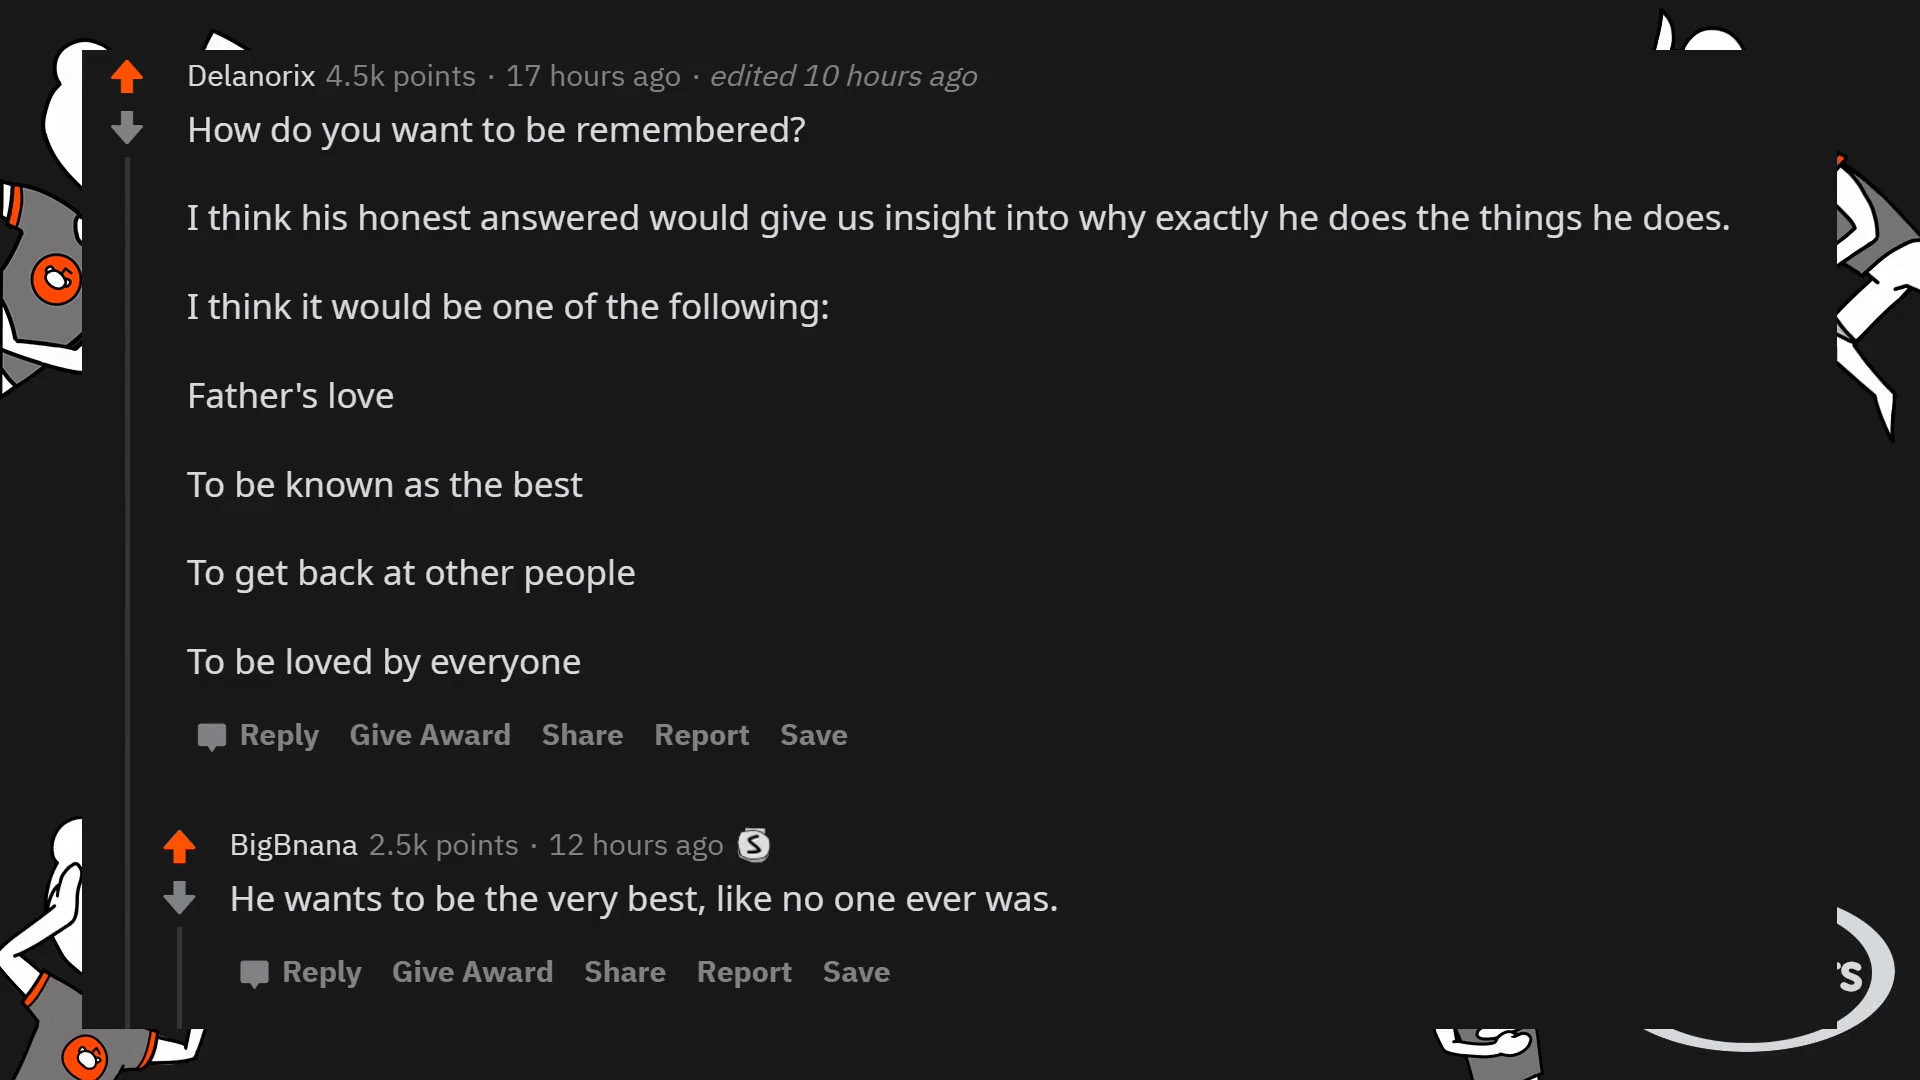 Delanorix 4.5k points · 17 hours ago · edited 10 hours ago
How do you want to be remembered?
I think his honest answered would give us insight into why exactly he does the things he does.
I think it would be one of the following:
Father's love
To be known as the best
To get back at other people
To be loved by everyone
Reply Give Award Share Report Save
BigBnana 2.5k points · 12 hours ago S
He wants to be the very best, like no one ever was.
Reply Give Award Share Report Save